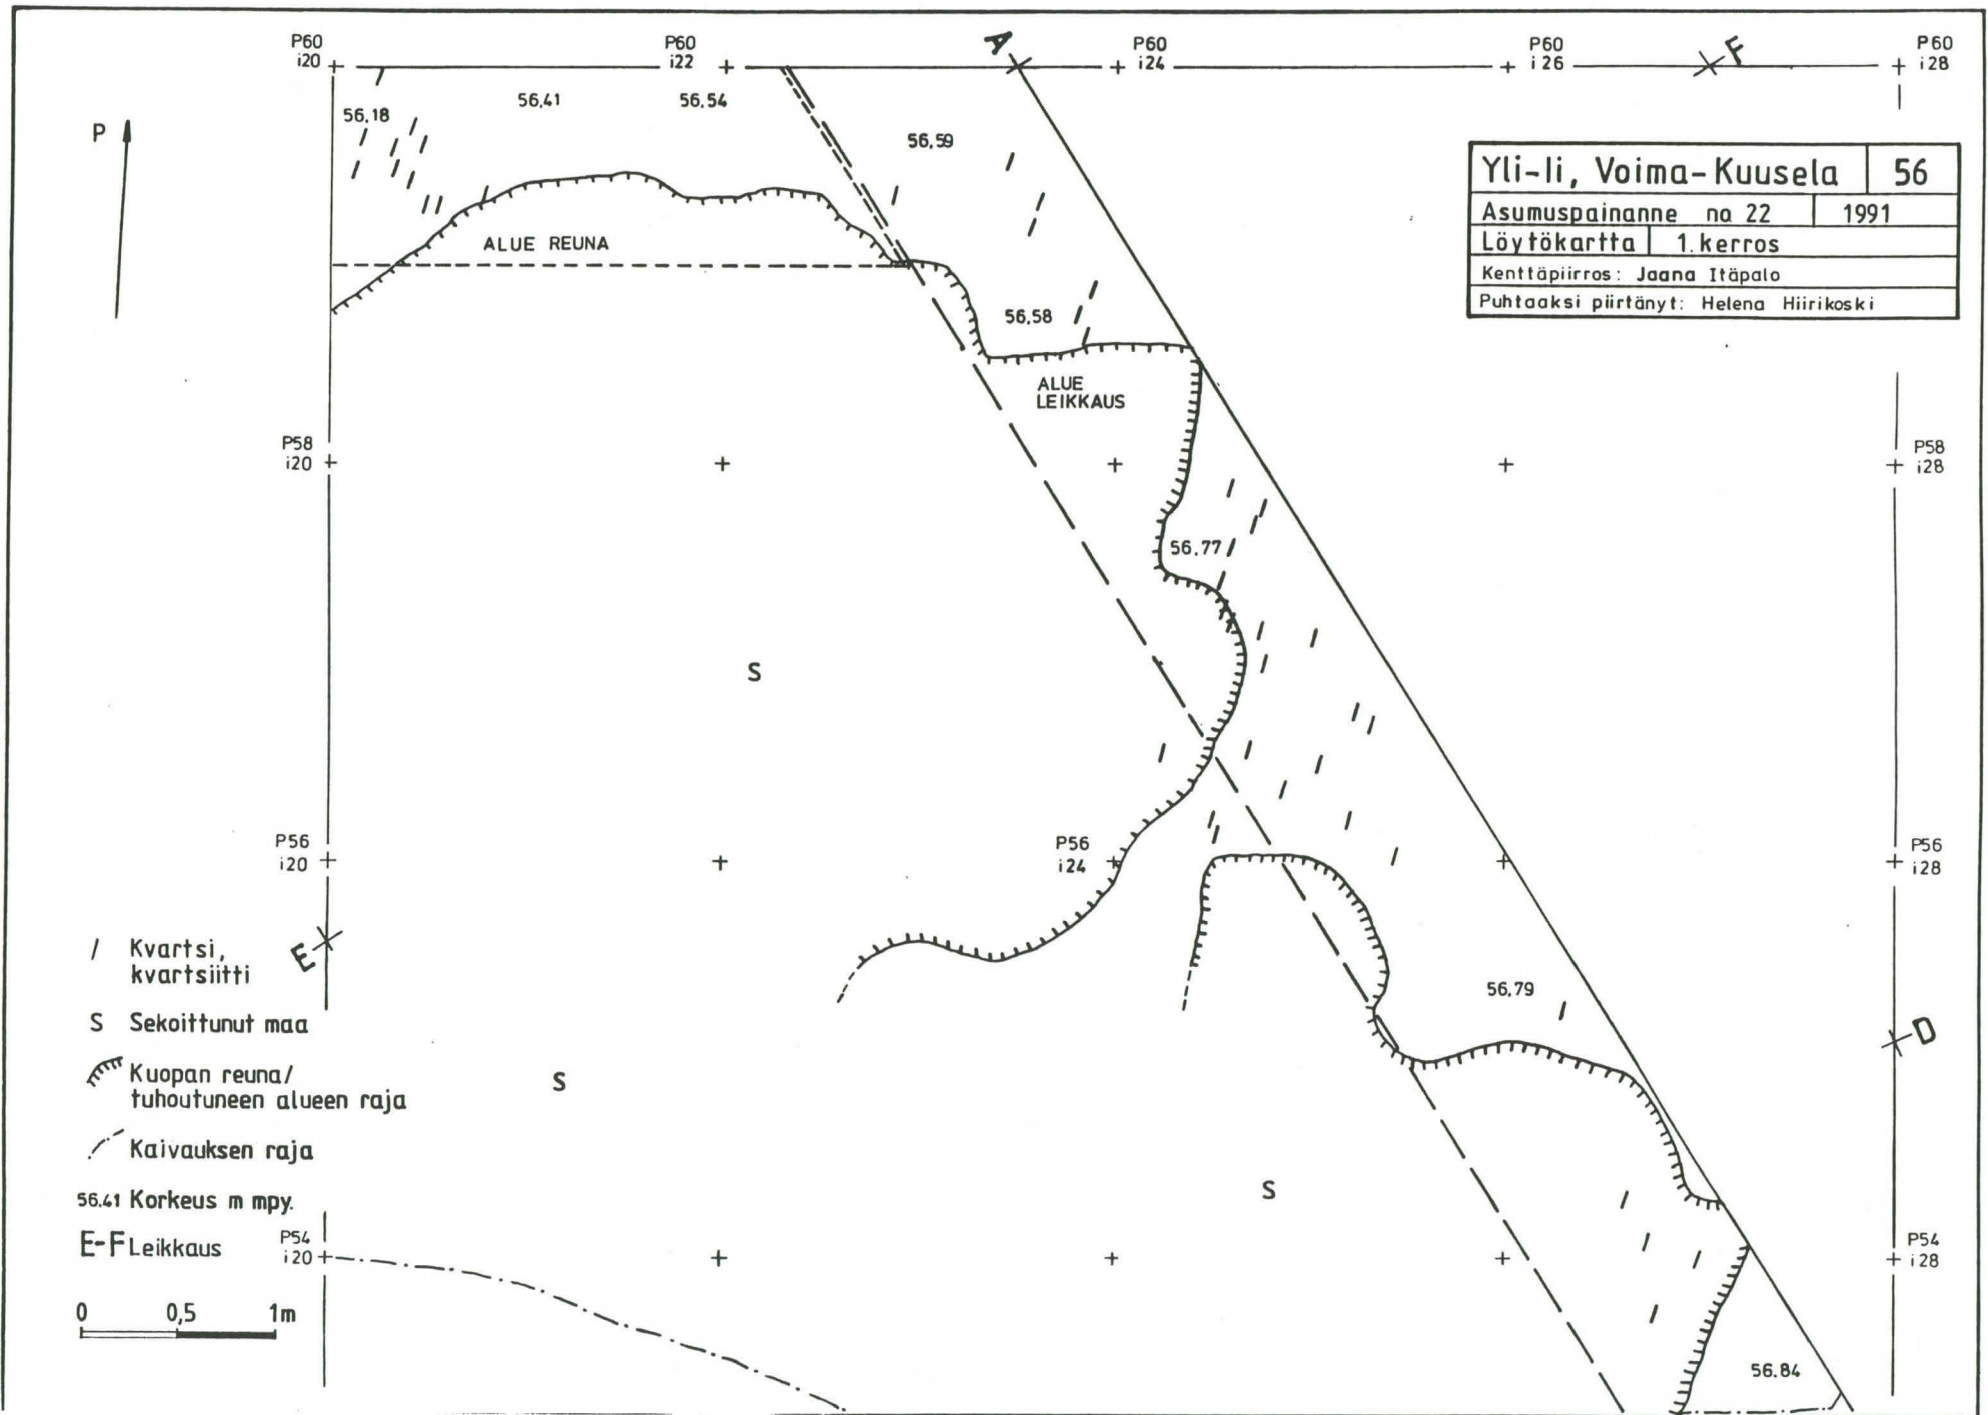 P60
i20
P60
i22
A
P60
i24
P60
i26
F
P60
i28
56,18
56,41
56,54
56,59
P
Yli-Ii, Voima-Kuusela 56
Asumuspainanne no 22 1991
Löytökartta 1. kerros
Kenttäpiirros: Jaana Itäpalo
Puhtaaksi piirtänyt: Helena Hiirikoski
ALUE REUNA
56,58
ALUE
LEIKKAUS
P58
i20
P58
i28
56,77
S
P56
i20
P56
i24
P56
i28
E
/ Kvartsi,
kvartsiitti
S Sekoittunut maa
Kuopan reuna/
tuhoutuneen alueen raja
Kaivauksen raja
56.41 Korkeus m mpy.
E-F Leikkaus
0 0,5 1m
56,79
D
S
S
P54
i20
P54
i28
56.84